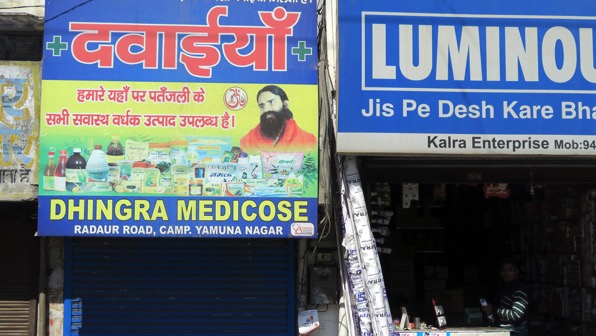 दवाईयाँ
हमारे यहाँ पर पतँजली के
सभी सवास्थ वर्धक उत्पाद उपलब्ध है।
DHINGRA MEDICOSE
RADAUR ROAD, CAMP. YAMUNA NAGAR
LUMINOU
Jis Pe Desh Kare Bha
Kalra Enterprise Mob:94